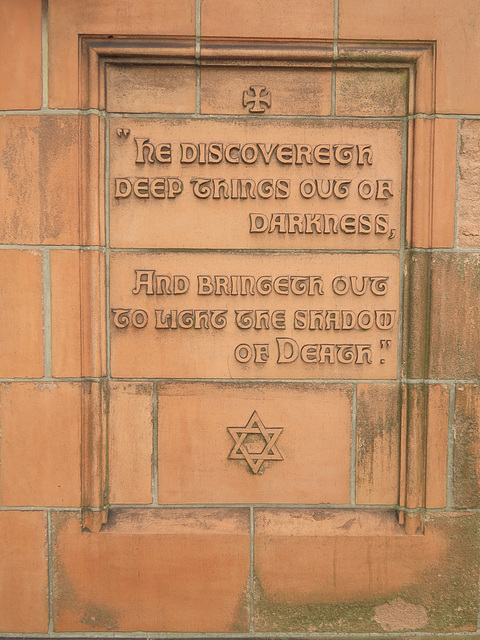 "He discovereth
deep things out of
darkness,
And bringeth out
to light the shadow
of Death."